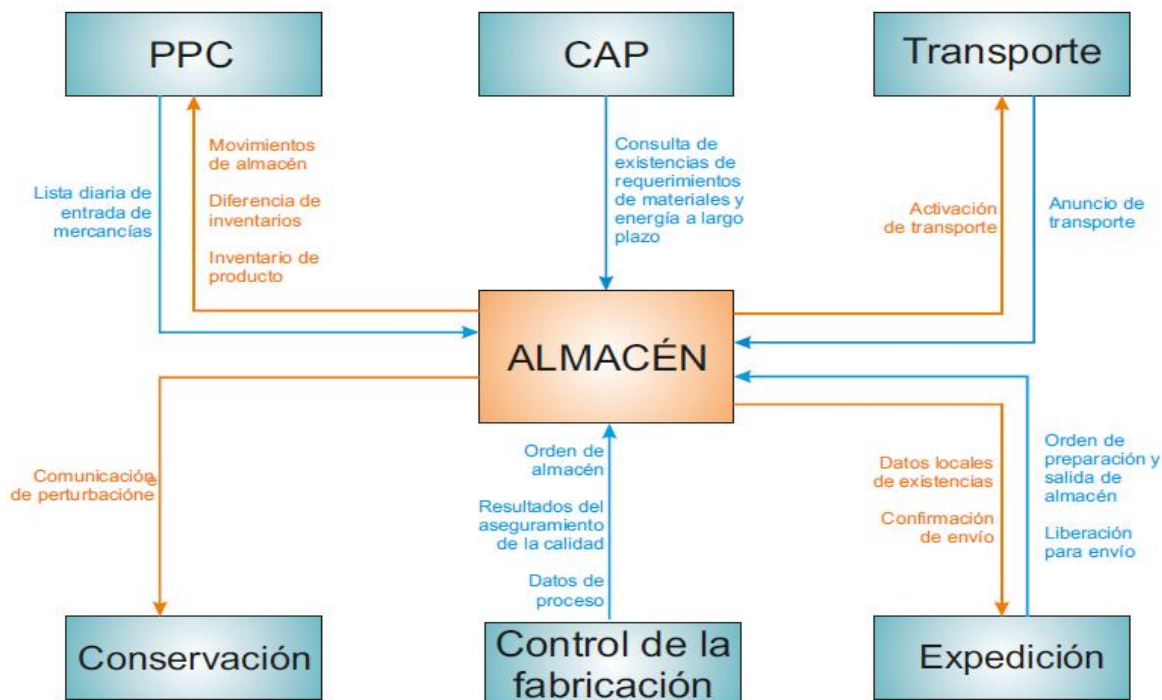 PPC
CAP
Transporte
Lista diaria de
entrada de
mercancías
Movimientos
de almacén
Diferencia de
inventarios
Inventario de
producto
Consulta de
existencias de
requerimientos
de materiales y
energía a largo
plazo
Activación
de transporte
Anuncio de
transporte
ALMACÉN
Comunicación
de perturbacióne
Orden de
almacén
Resultados del
aseguramiento
de la calidad
Datos de
proceso
Datos locales
de existencias
Confirmación
de envío
Orden de
preparación y
salida de
almacén
Liberación
para envío
Conservación
Control de la
fabricación
Expedición